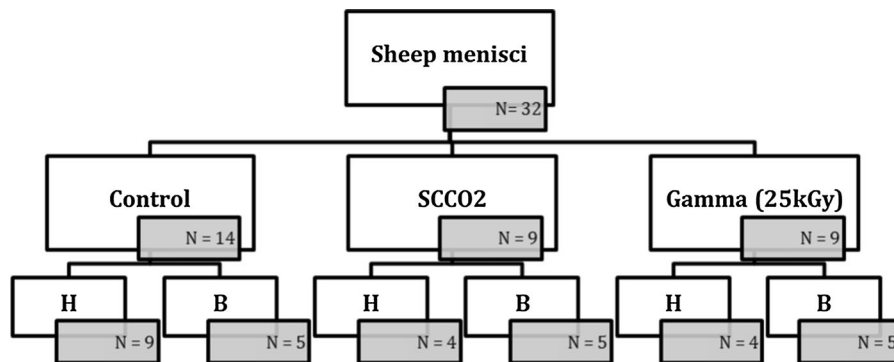 Sheep menisci
N= 32
Control
SCCO2
Gamma (25kGy)
N = 14
N = 9
N = 9
H
B
H
B
H
B
N = 9
N = 5
N = 4
N = 5
N = 4
N = 5